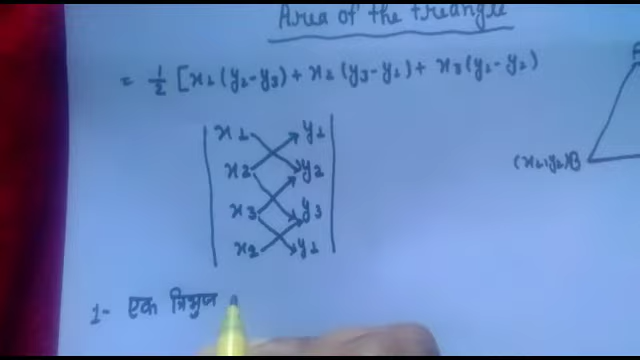 Area of the triangle
= 1/2 [x1(y2-y3)+x2(y3-y1)+x3(y1-y2)
x1 y1
x2 y2
x3 y3
x2 y1
(x2,y2)B
1- एक त्रिभुज